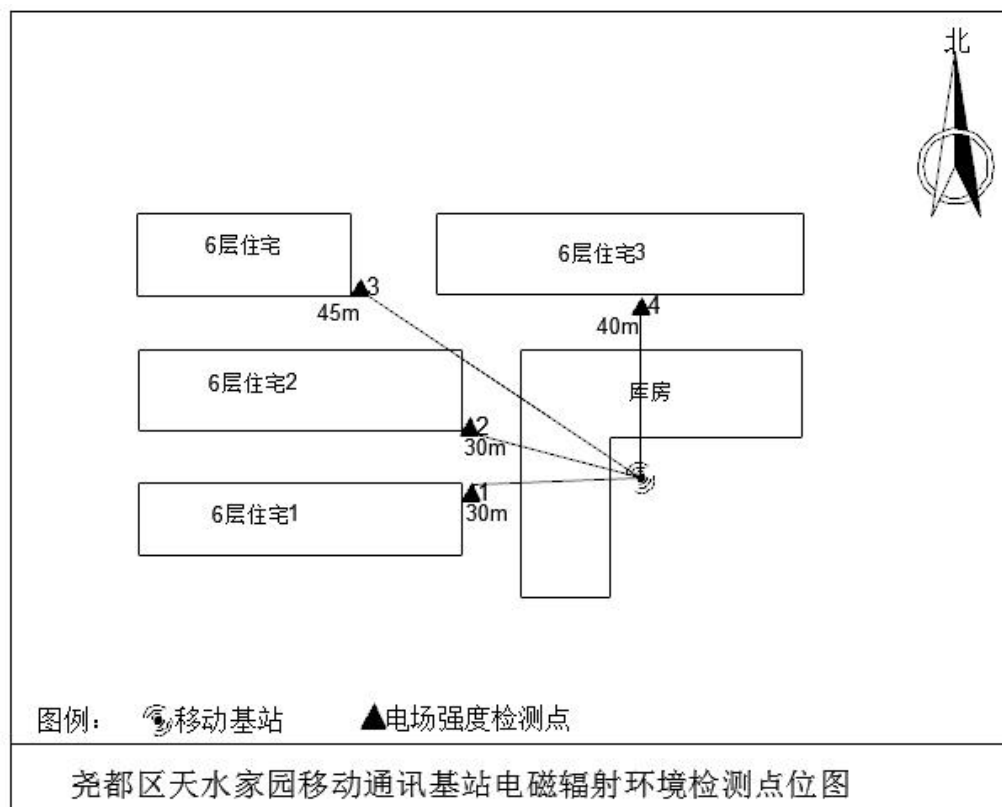 北
6层住宅
6层住宅3
3
45m
4
40m
6层住宅2
库房
2
30m
1
30m
6层住宅1
图例： 移动基站 电场强度检测点
尧都区天水家园移动通讯基站电磁辐射环境检测点位图